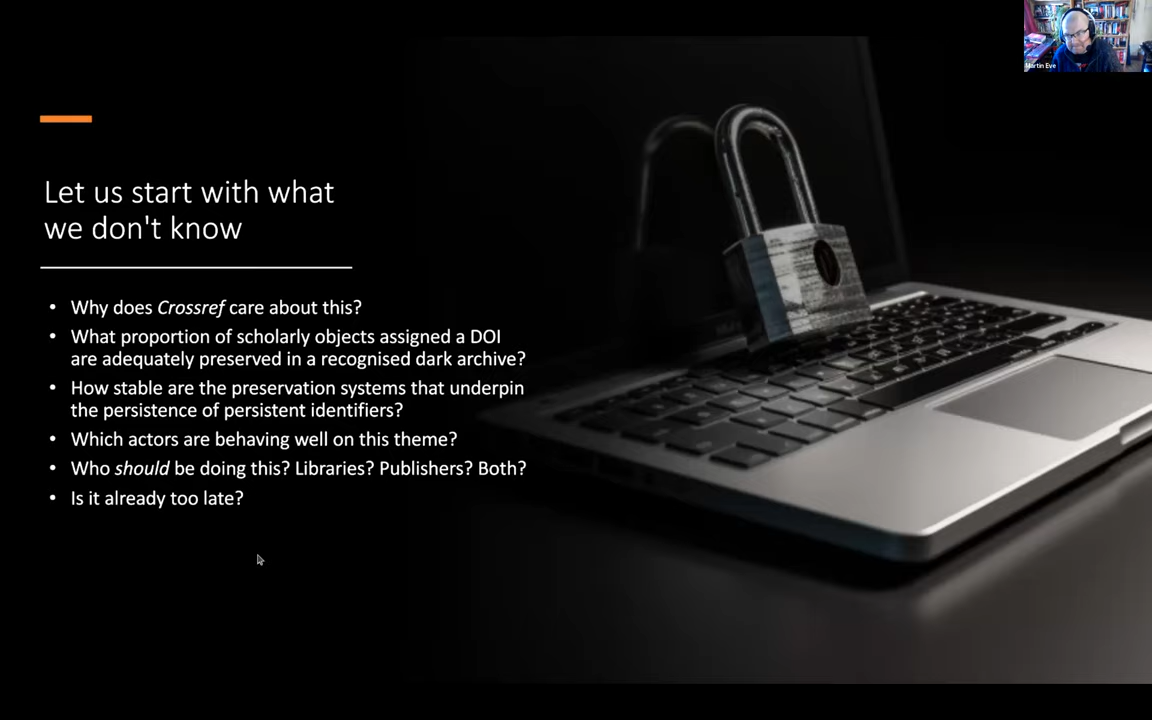 Martin Eve
Let us start with what
we don't know
• Why does Crossref care about this?
• What proportion of scholarly objects assigned a DOI
are adequately preserved in a recognised dark archive?
• How stable are the preservation systems that underpin
the persistence of persistent identifiers?
• Which actors are behaving well on this theme?
• Who should be doing this? Libraries? Publishers? Both?
• Is it already too late?